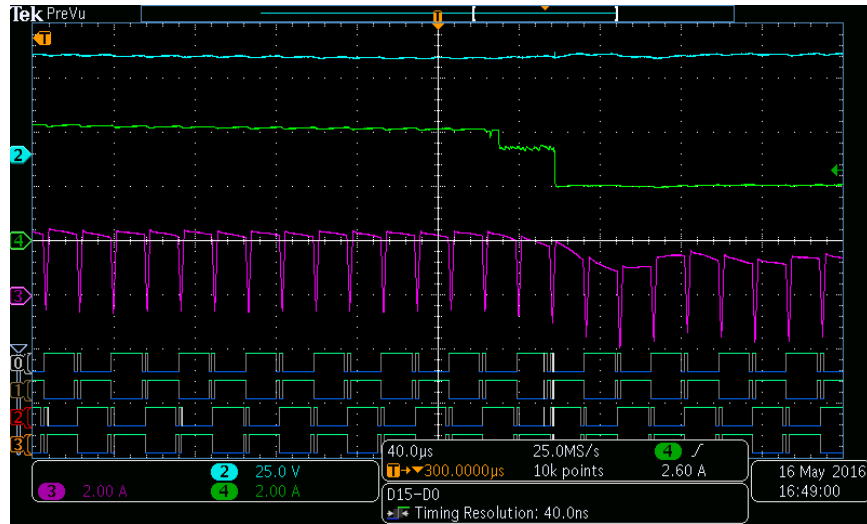 Tek PreVu
T
T
2
4
3
0
1
2
3
2 25.0 V
3 2.00 A 4 2.00 A
40.0μs 25.0MS/s 4 /
T→▼300.0000μs 10k points 2.60 A
D15-D0
Timing Resolution: 40.0ns
16 May 2016
16:49:00